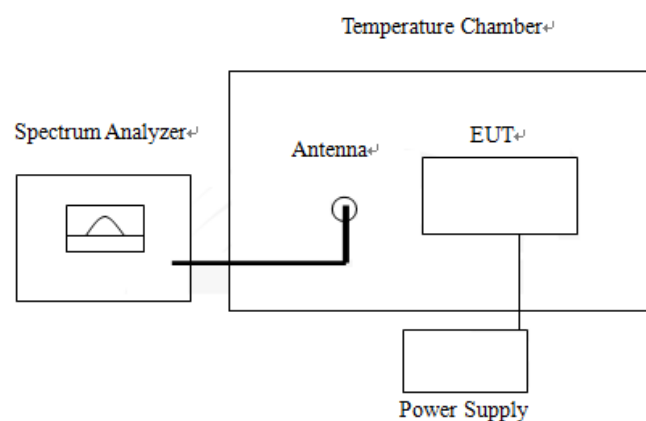 Temperature Chamber↵
Spectrum Analyzer↵
Antenna↵
EUT↵
Power Supply